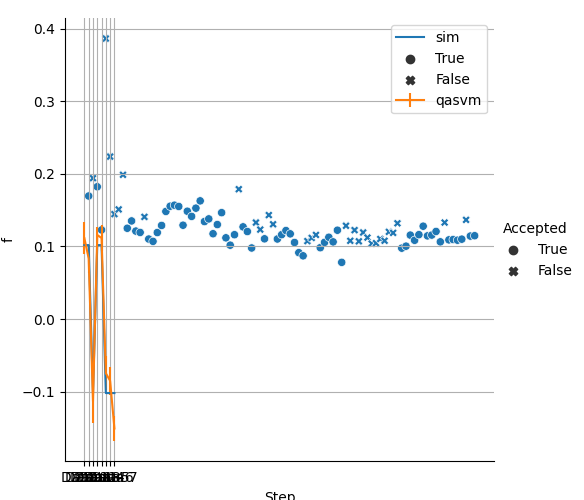 0.4
0.3
0.2
0.1
0.0
−0.1
f
Step
sim
True
False
qasvm
Accepted
True
False